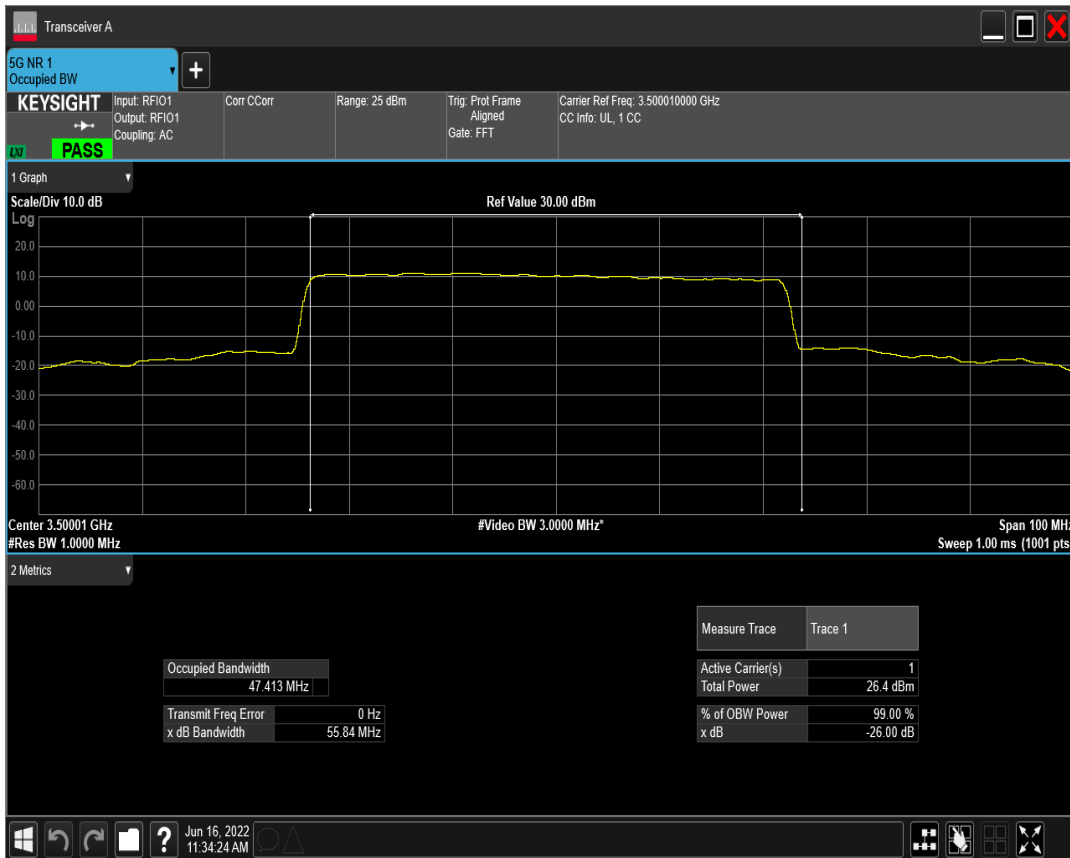 Transceiver A
5G NR 1
Occupied BW
+
KEYSIGHT
LXI
PASS
Input: RFIO1
Output: RFIO1
Coupling: AC
Corr CCorr
Range: 25 dBm
Trig: Prot Frame
Aligned
Gate: FFT
Carrier Ref Freq: 3.500010000 GHz
CC Info: UL, 1 CC
1 Graph
Scale/Div 10.0 dB
Ref Value 30.00 dBm
Log
20.0
10.0
0.00
-10.0
-20.0
-30.0
-40.0
-50.0
-60.0
Center 3.50001 GHz
#Video BW 3.0000 MHz*
Span 100 MHz
#Res BW 1.0000 MHz
Sweep 1.00 ms (1001 pts
2 Metrics
Measure Trace Trace 1
Occupied Bandwidth
47.413 MHz
Active Carrier(s) 1
Total Power 26.4 dBm
Transmit Freq Error 0 Hz
x dB Bandwidth 55.84 MHz
% of OBW Power 99.00 %
x dB -26.00 dB
?
Jun 16, 2022
11:34:24 AM